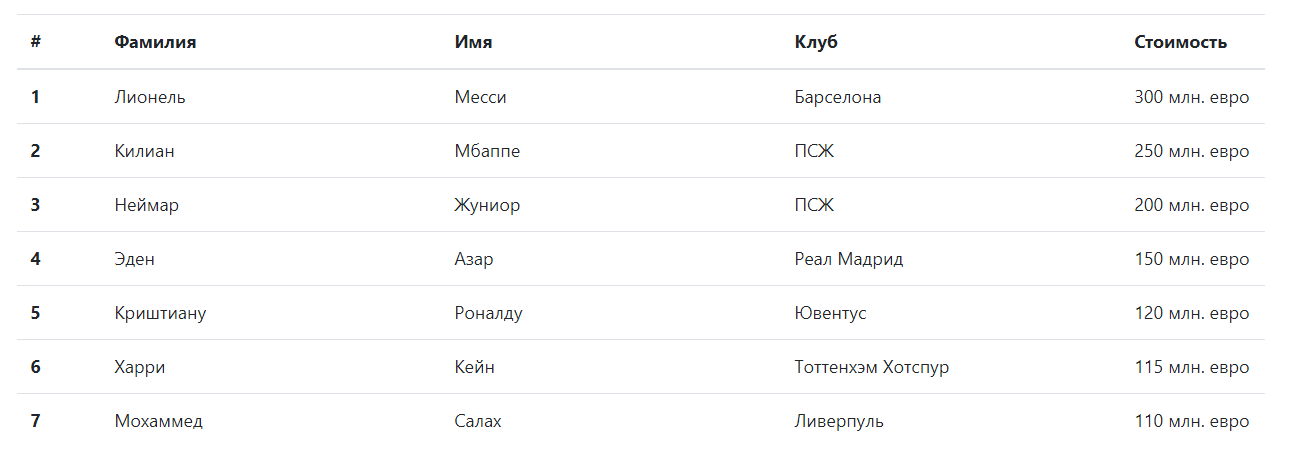 # Фамилия Имя Клуб Стоимость
1 Лионель Месси Барселона 300 млн. евро
2 Килиан Мбаппе ПСЖ 250 млн. евро
3 Неймар Жуниор ПСЖ 200 млн. евро
4 Эден Азар Реал Мадрид 150 млн. евро
5 Криштиану Роналду Ювентус 120 млн. евро
6 Харри Кейн Тоттенхэм Хотспур 115 млн. евро
7 Мохаммед Салах Ливерпуль 110 млн. евро